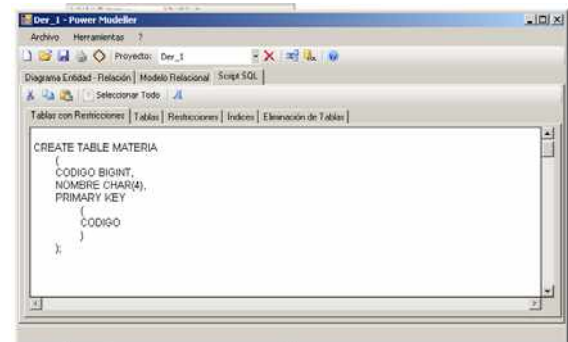 Der_1 - Power Modeller
Archivo Herramientas ?
Proyecto: Der_1
Diagrama Entidad - Relación Modelo Relacional Script SQL
Seleccionar Todo
Tablas con Restricciones Tablas Restricciones Indices Eliminación de Tablas
CREATE TABLE MATERIA
(
CODIGO BIGINT,
NOMBRE CHAR(4),
PRIMARY KEY
(
CODIGO
)
);